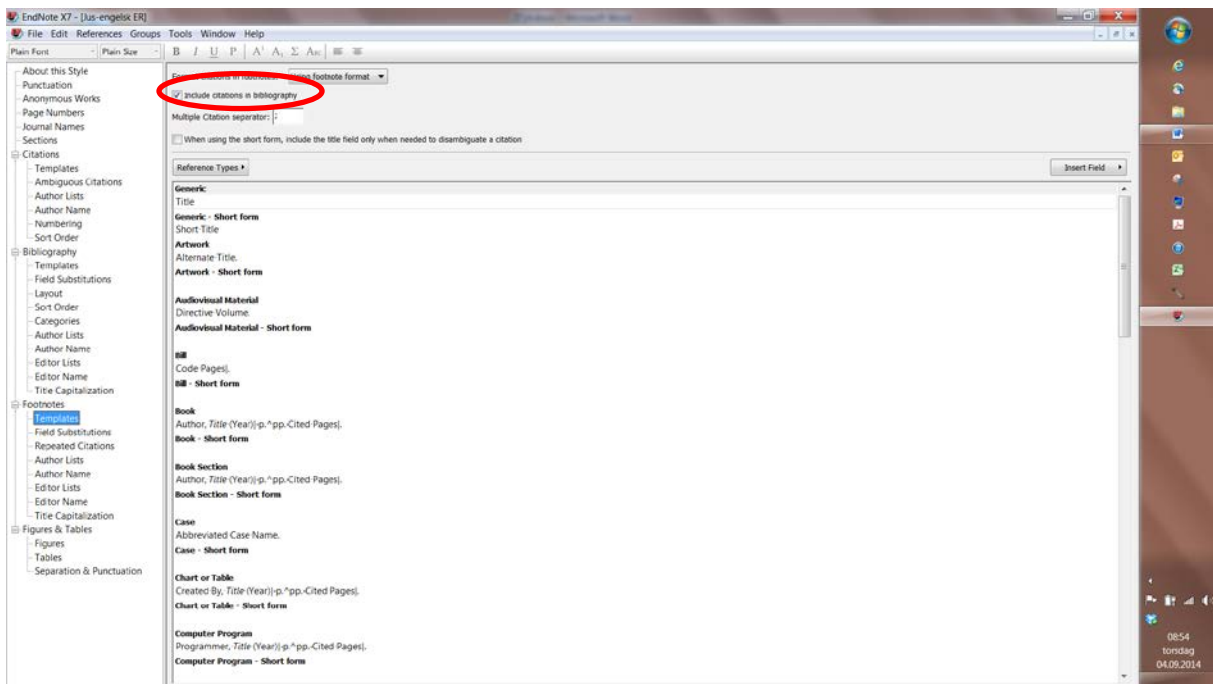 EndNote X7 - [Jus-engelsk ER]
File Edit References Groups Tools Window Help
Plain Font Plain Size B I U P A¹ A₁ Σ
About this Style
Punctuation
Anonymous Works
Page Numbers
Journal Names
Sections
Citations
Templates
Ambiguous Citations
Author Lists
Author Name
Numbering
Sort Order
Bibliography
Templates
Field Substitutions
Layout
Sort Order
Categories
Author Lists
Author Name
Editor Lists
Editor Name
Title Capitalization
Footnotes
Templates
Field Substitutions
Repeated Citations
Author Lists
Author Name
Editor Lists
Editor Name
Title Capitalization
Figures & Tables
Figures
Tables
Separation & Punctuation
citations in footnotes: Using footnote format
Include citations in bibliography
Multiple Citation separator: ;
When using the short form, include the title field only when needed to disambiguate a citation
Reference Types Insert Field
Generic
Title
Generic - Short form
Short·Title
Artwork
Alternate·Title.
Artwork - Short form
Audiovisual Material
Directive·Volume.
Audiovisual Material - Short form
Bill
Code·Pages|.
Bill - Short form
Book
Author,·Title·(Year)|·p.^pp.·Cited·Pages|.
Book - Short form
Book Section
Author,·Title·(Year)|·p.^pp.·Cited·Pages|.
Book Section - Short form
Case
Abbreviated·Case·Name.
Case - Short form
Chart or Table
Created·By,·Title·(Year)|·p.^pp.·Cited·Pages|.
Chart or Table - Short form
Computer Program
Programmer,·Title·(Year)|·p.^pp.·Cited·Pages|.
Computer Program - Short form
08:54
torsdag
04.09.2014